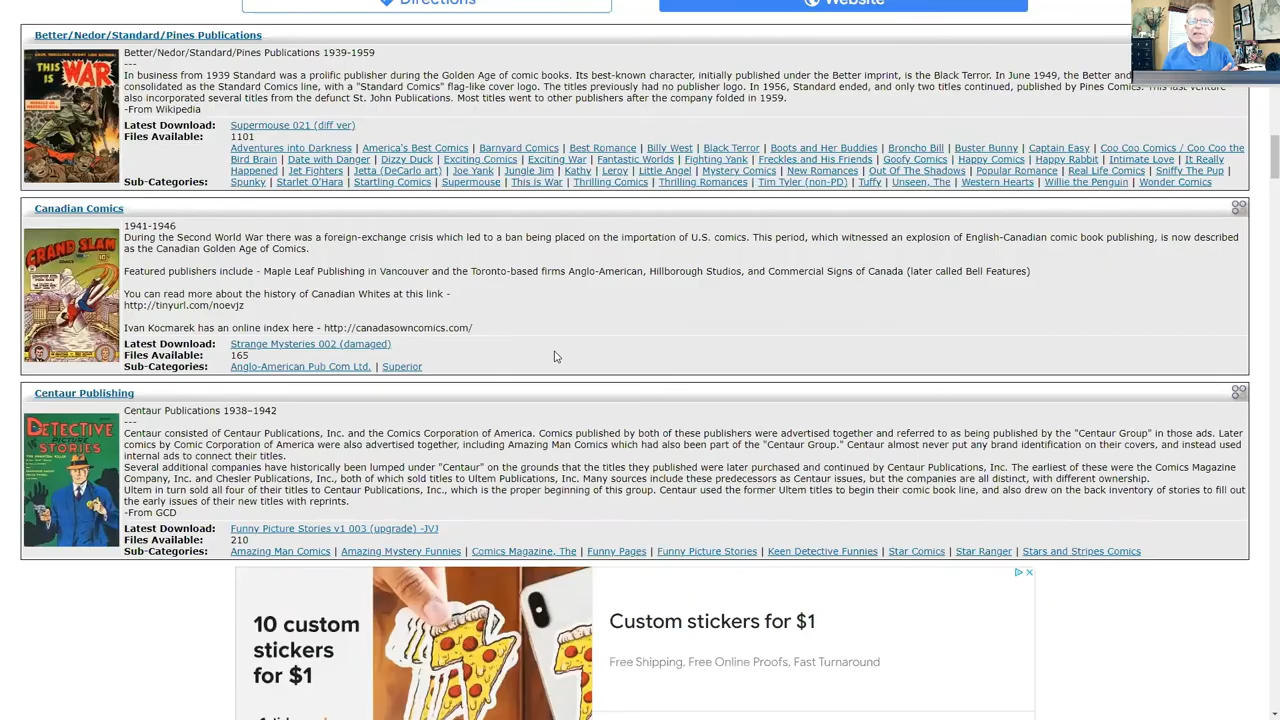 Directions
Website
Better/Nedor/Standard/Pines Publications
THIS IS WAR
Better/Nedor/Standard/Pines Publications 1939-1959
---
In business from 1939 Standard was a prolific publisher during the Golden Age of comic books. Its best-known character, initially published under the Better imprint, is the Black Terror. In June 1949, the Better and
consolidated as the Standard Comics line, with a "Standard Comics" flag-like cover logo. The titles previously had no publisher logo. In 1956, Standard ended, and only two titles continued, published by Pines Comics. This last venture
also incorporated several titles from the defunct St. John Publications. Most titles went to other publishers after the company folded in 1959.
-From Wikipedia
Latest Download: Supermouse 021 (diff ver)
Files Available: 1101
Adventures into Darkness | America's Best Comics | Barnyard Comics | Best Romance | Billy West | Black Terror | Boots and Her Buddies | Broncho Bill | Buster Bunny | Captain Easy | Coo Coo Comics / Coo Coo the
Bird Brain | Date with Danger | Dizzy Duck | Exciting Comics | Exciting War | Fantastic Worlds | Fighting Yank | Freckles and His Friends | Goofy Comics | Happy Comics | Happy Rabbit | Intimate Love | It Really
Happened | Jet Fighters | Jetta (DeCarlo art) | Joe Yank | Jungle Jim | Kathy | Leroy | Little Angel | Mystery Comics | New Romances | Out Of The Shadows | Popular Romance | Real Life Comics | Sniffy The Pup |
Sub-Categories: Spunky | Starlet O'Hara | Startling Comics | Supermouse | This is War | Thrilling Comics | Thrilling Romances | Tim Tyler (non-PD) | Tuffy | Unseen, The | Western Hearts | Willie the Penguin | Wonder Comics
Canadian Comics
GRAND SLAM
COMICS
1941-1946
During the Second World War there was a foreign-exchange crisis which led to a ban being placed on the importation of U.S. comics. This period, which witnessed an explosion of English-Canadian comic book publishing, is now described
as the Canadian Golden Age of Comics.
Featured publishers include - Maple Leaf Publishing in Vancouver and the Toronto-based firms Anglo-American, Hillborough Studios, and Commercial Signs of Canada (later called Bell Features)
You can read more about the history of Canadian Whites at this link -
http://tinyurl.com/noevjz
Ivan Kocmarek has an online index here - http://canadasowncomics.com/
Latest Download: Strange Mysteries 002 (damaged)
Files Available: 165
Sub-Categories: Anglo-American Pub Com Ltd. | Superior
Centaur Publishing
DETECTIVE
PICTURE
STORIES
Centaur Publications 1938–1942
---
Centaur consisted of Centaur Publications, Inc. and the Comics Corporation of America. Comics published by both of these publishers were advertised together and referred to as being published by the "Centaur Group" in the ads. Later
comics by Comic Corporation of America were also advertised together, including Amazing Man Comics which had also been part of the "Centaur Group." Centaur almost never put any brand identification on their covers, and instead used
internal ads to connect their titles.
Several additional companies have historically been lumped under "Centaur" on the grounds that the titles they published were later purchased and continued by Centaur Publications, Inc. The earliest of these were the Comics Magazine
Company, Inc. and Chesler Publications, Inc., both of which sold titles to Ultem Publications, Inc. Many sources include these predecessors as Centaur issues, but the companies are all distinct, with different ownership.
Ultem in turn sold all four of their titles to Centaur Publications, Inc., which is the proper beginning of this group. Centaur used the former Ultem titles to begin their comic book line, and also drew on the back inventory of stories to fill out
the early issues of their new titles with reprints.
-From GCD
Latest Download: Funny Picture Stories v1 003 (upgrade) -JVJ
Files Available: 210
Sub-Categories: Amazing Man Comics | Amazing Mystery Funnies | Comics Magazine, The | Funny Pages | Funny Picture Stories | Keen Detective Funnies | Star Comics | Star Ranger | Stars and Stripes Comics
10 custom
stickers
for $1
Custom stickers for $1
Free Shipping, Free Online Proofs, Fast Turnaround